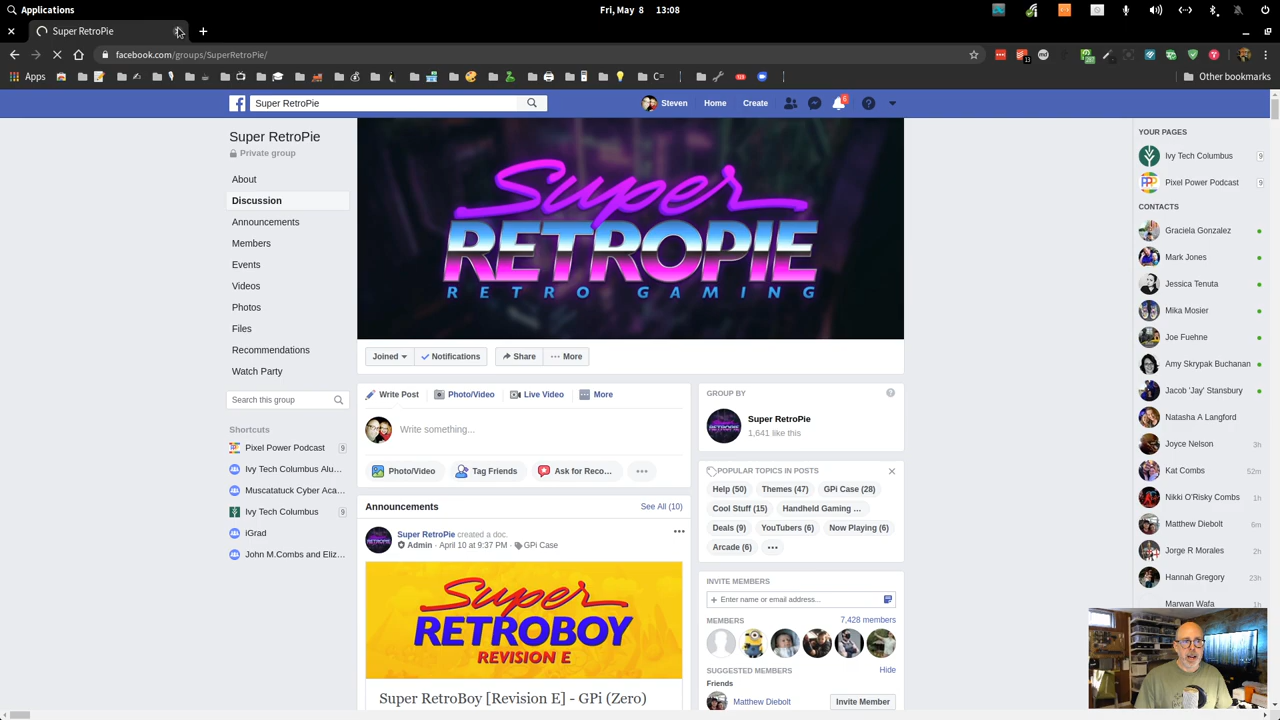 Applications
Fri, May 8 13:08
Super RetroPie
facebook.com/groups/SuperRetroPie/
13
Apps
Other bookmarks
Super RetroPie
Steven
Home
Create
6
Super RetroPie
Private group
About
Discussion
Announcements
Members
Events
Videos
Photos
Files
Recommendations
Watch Party
Search this group
Shortcuts
Pixel Power Podcast 9
Ivy Tech Columbus Alu...
Muscatatuck Cyber Aca...
Ivy Tech Columbus 9
iGrad
John M.Combs and Eliz...
Super
RETROPIE
RETRO GAMING
Joined
Notifications
Share
More
Write Post
Photo/Video
Live Video
More
Write something...
Photo/Video
Tag Friends
Ask for Reco...
Announcements
See All (10)
Super RetroPie created a doc.
Admin · April 10 at 9:37 PM · GPi Case
Super
RETROBOY
REVISION E
Super RetroBoy [Revision E] - GPi (Zero)
GROUP BY
Super RetroPie
1,641 like this
POPULAR TOPICS IN POSTS
Help (50)
Themes (47)
GPi Case (28)
Cool Stuff (15)
Handheld Gaming ...
Deals (9)
YouTubers (6)
Now Playing (6)
Arcade (6)
INVITE MEMBERS
Enter name or email address...
MEMBERS
7,428 members
SUGGESTED MEMBERS
Hide
Friends
Matthew Diebolt
Invite Member
YOUR PAGES
Ivy Tech Columbus 9
Pixel Power Podcast 9
CONTACTS
Graciela Gonzalez
Mark Jones
Jessica Tenuta
Mika Mosier
Joe Fuehne
Amy Skrypak Buchanan
Jacob 'Jay' Stansbury
Natasha A Langford
Joyce Nelson 3h
Kat Combs 52m
Nikki O'Risky Combs 1h
Matthew Diebolt 6m
Jorge R Morales 2h
Hannah Gregory 23h
Marwan Wafa 1h